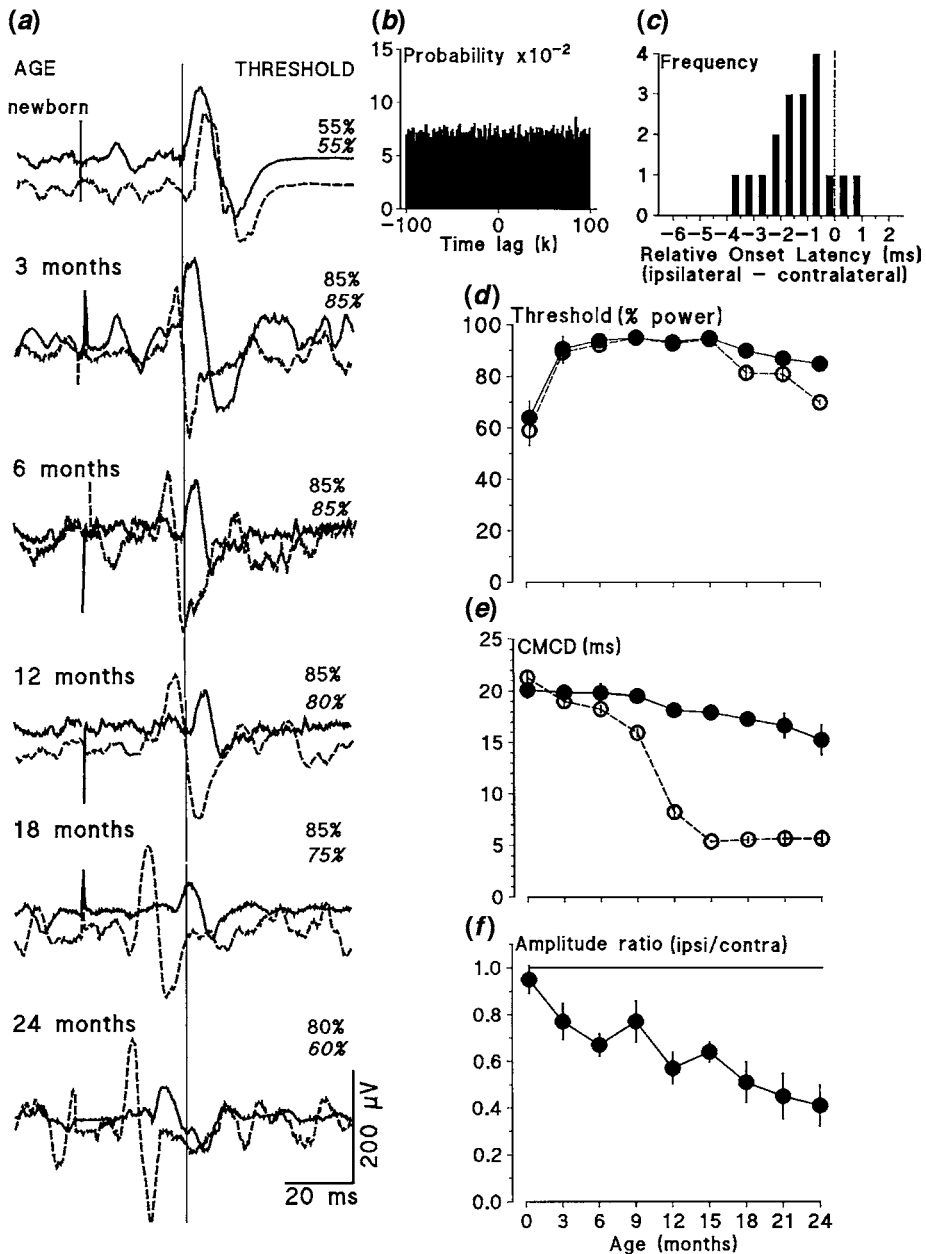 (a)
AGE
THRESHOLD
newborn
55%
55%
3 months
85%
85%
6 months
85%
85%
12 months
85%
80%
18 months
85%
75%
24 months
80%
60%
200 µV
20 ms
(b)
Probability x10-2
15
10
5
0
-100 0 100
Time lag (k)
(c)
Frequency
4
3
2
1
0
-6 -5 -4 -3 -2 -1 0 1 2
Relative Onset Latency (ms)
(ipsilateral - contralateral)
(d)
Threshold (% power)
100
80
60
40
20
0
(e)
CMCD (ms)
25
20
15
10
5
0
(f)
Amplitude ratio (ipsi/contra)
1.0
0.8
0.6
0.4
0.2
0.0
0 3 6 9 12 15 18 21 24
Age (months)